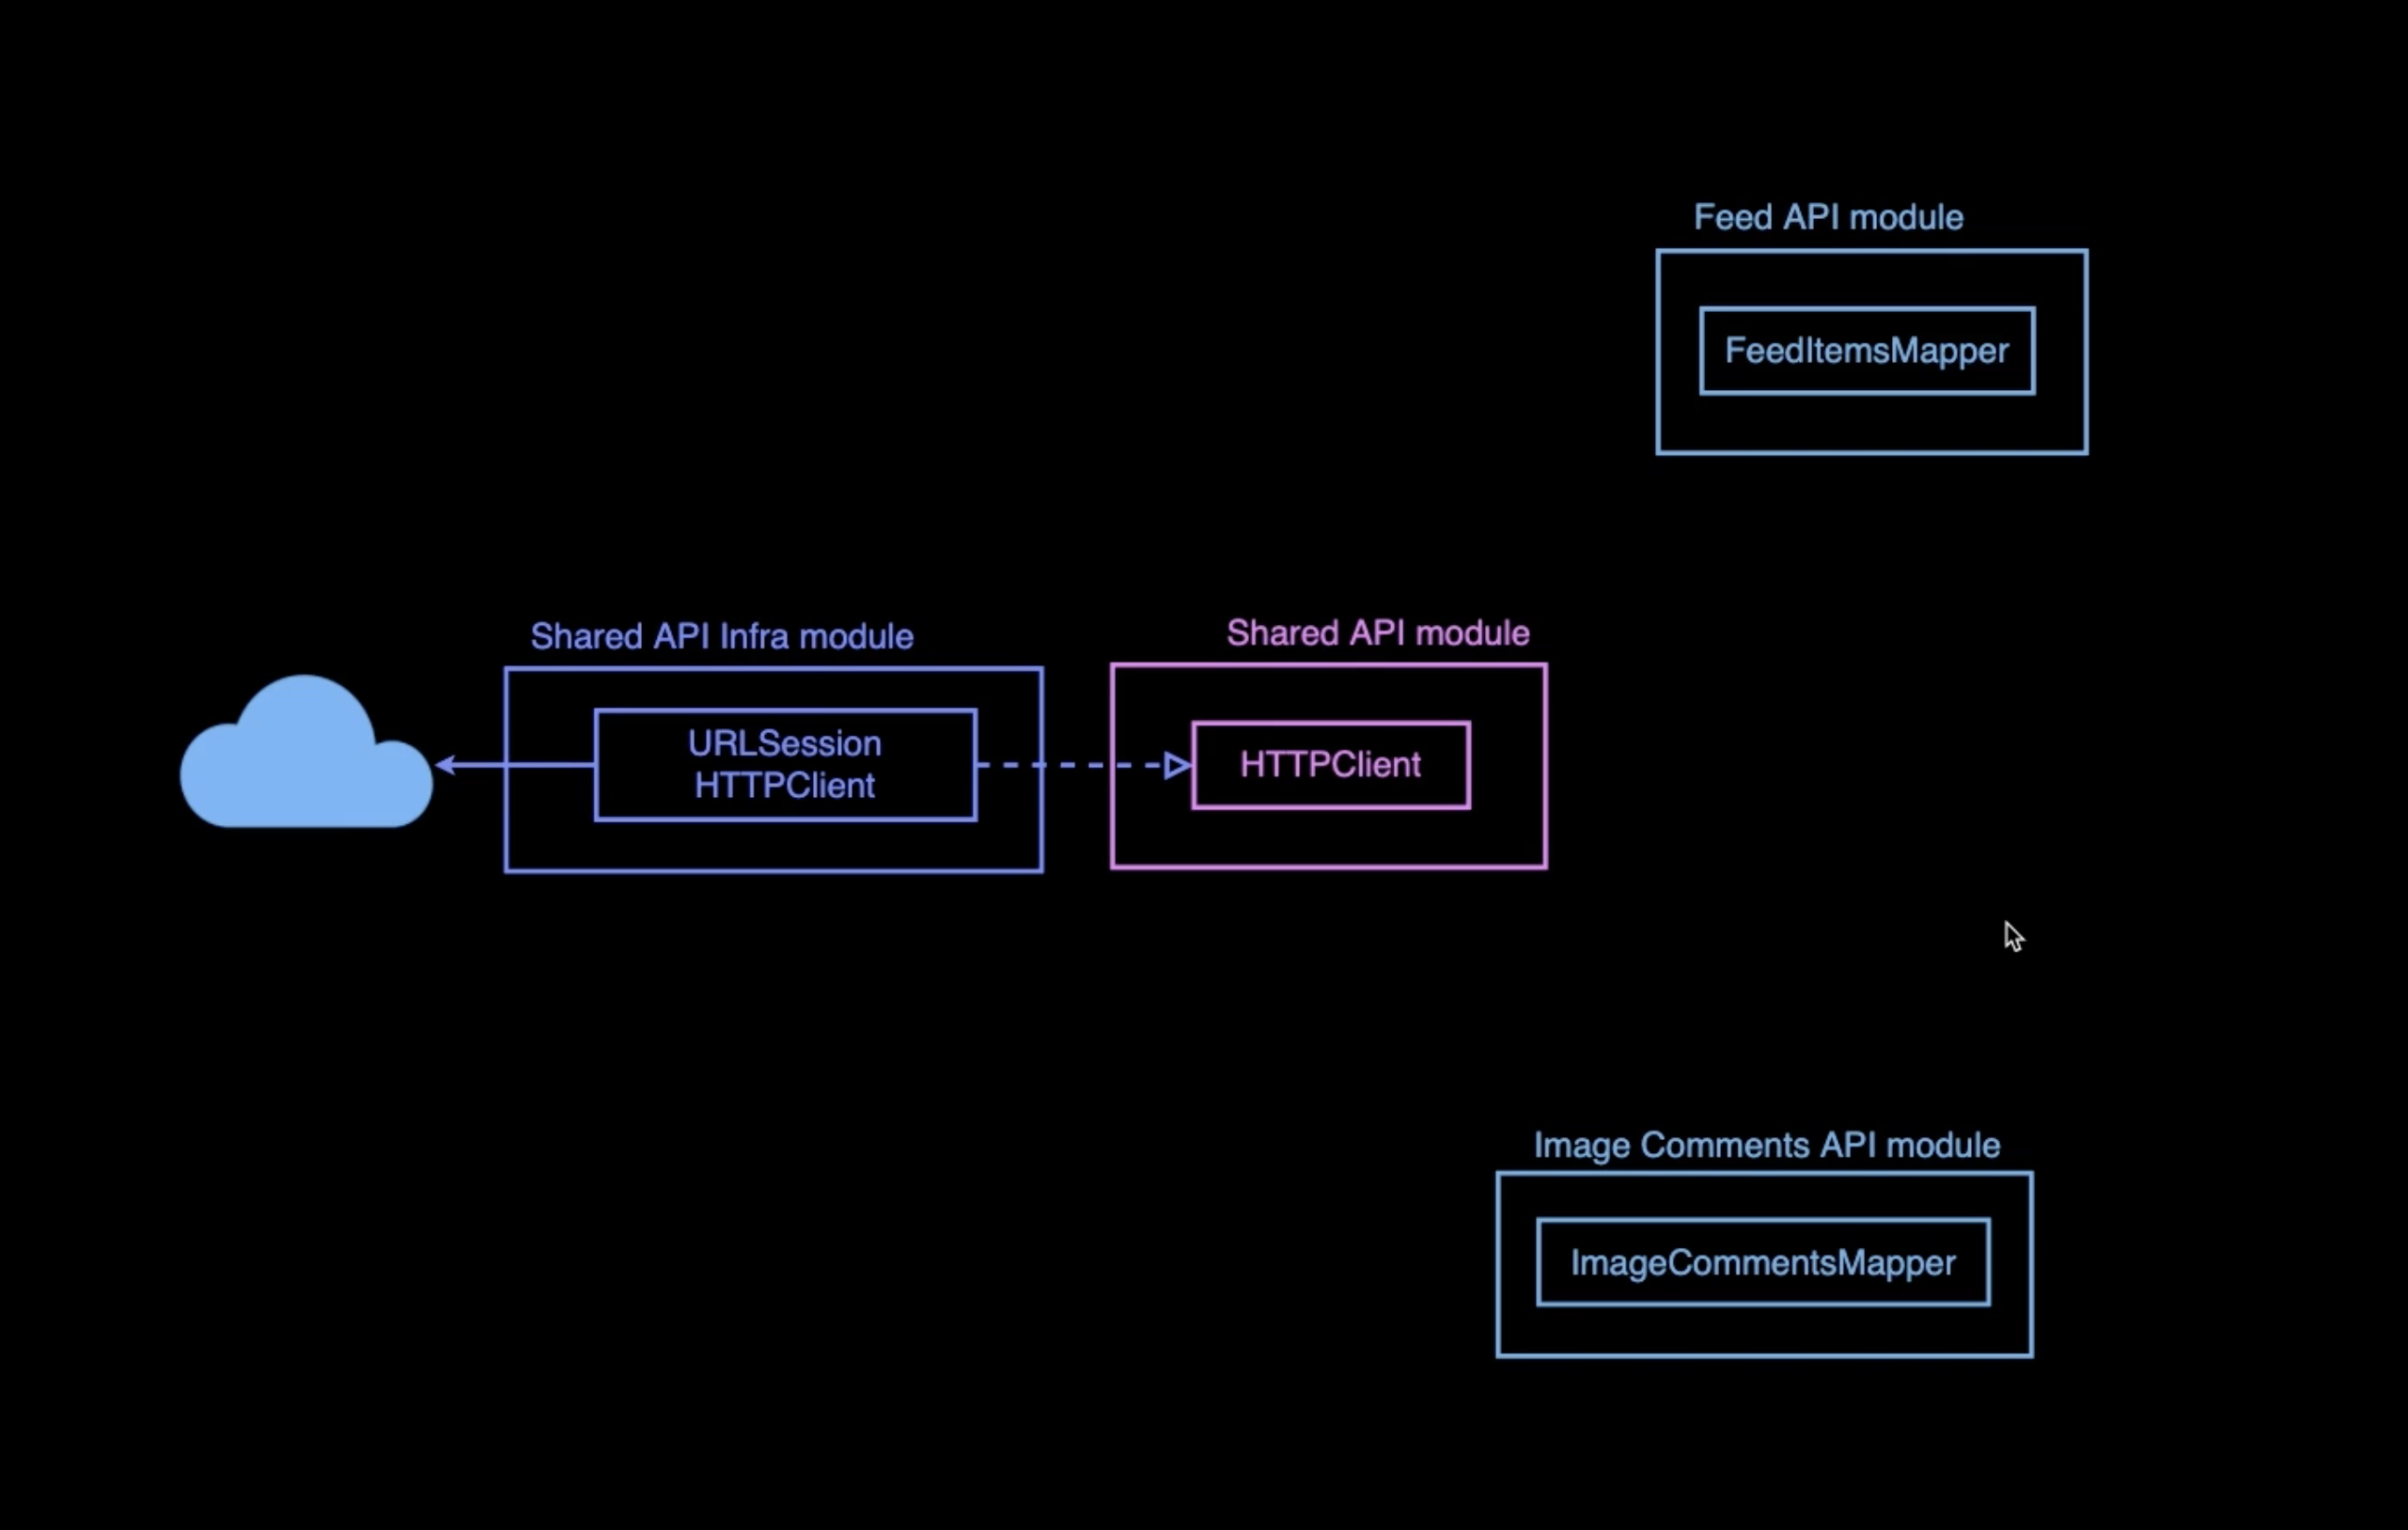 Feed API module
FeedItemsMapper
Shared API Infra module
URLSession
HTTPClient
Shared API module
HTTPClient
Image Comments API module
ImageCommentsMapper